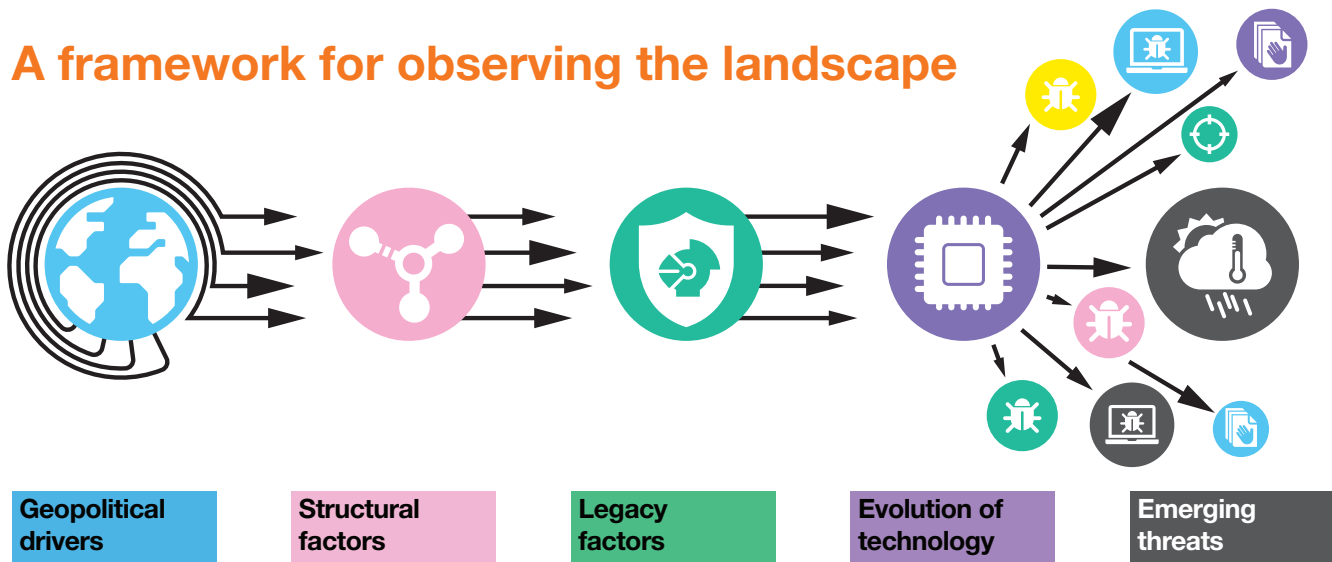 A framework for observing the landscape
Geopolitical
drivers
Structural
factors
Legacy
factors
Evolution of
technology
Emerging
threats